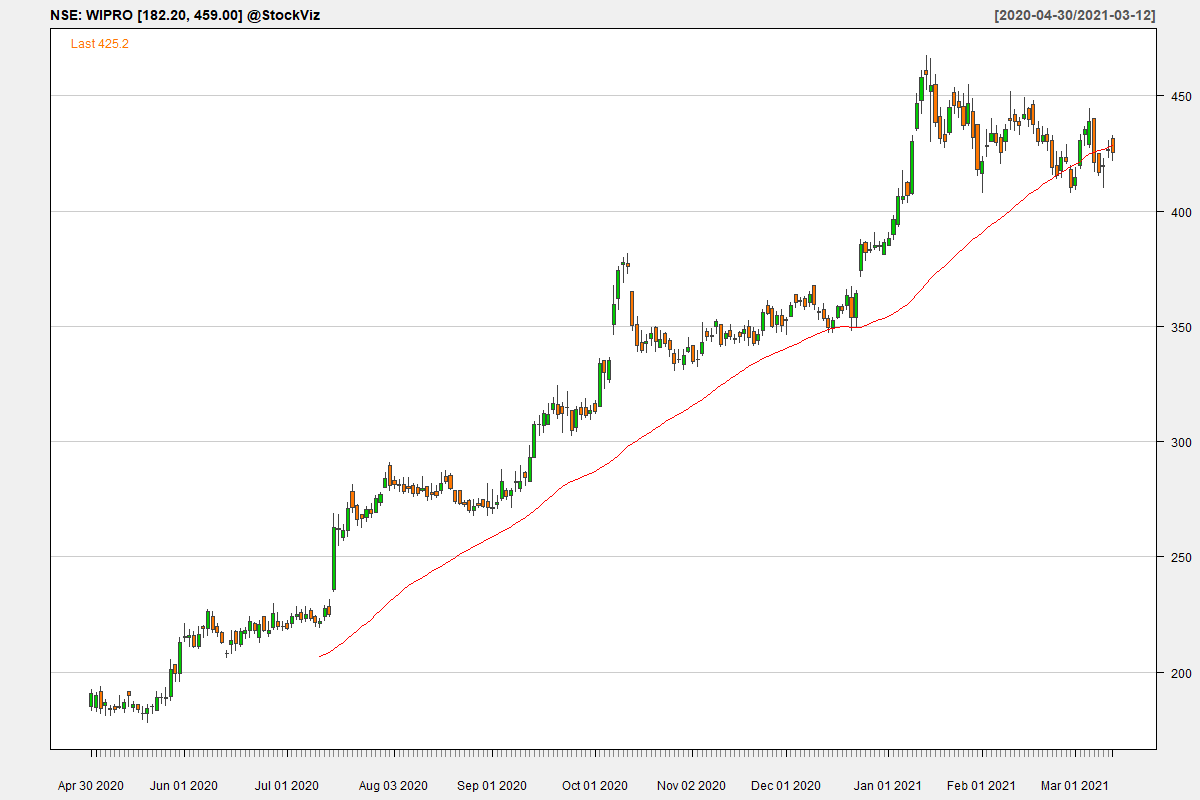 NSE: WIPRO [182.20, 459.00] @StockViz [2020-04-30/2021-03-12]
Last 425.2
450
400
350
300
250
200
Apr 30 2020 Jun 01 2020 Jul 01 2020 Aug 03 2020 Sep 01 2020 Oct 01 2020 Nov 02 2020 Dec 01 2020 Jan 01 2021 Feb 01 2021 Mar 01 2021